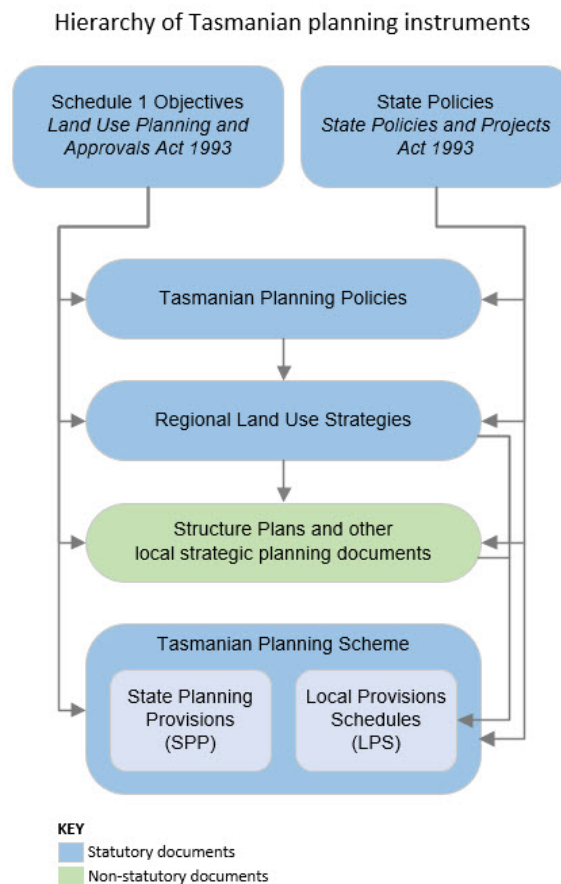 Hierarchy of Tasmanian planning instruments
Schedule 1 Objectives
Land Use Planning and
Approvals Act 1993
State Policies
State Policies and Projects
Act 1993
Tasmanian Planning Policies
Regional Land Use Strategies
Structure Plans and other
local strategic planning documents
Tasmanian Planning Scheme
State Planning
Provisions
(SPP)
Local Provisions
Schedules
(LPS)
KEY
Statutory documents
Non-statutory documents